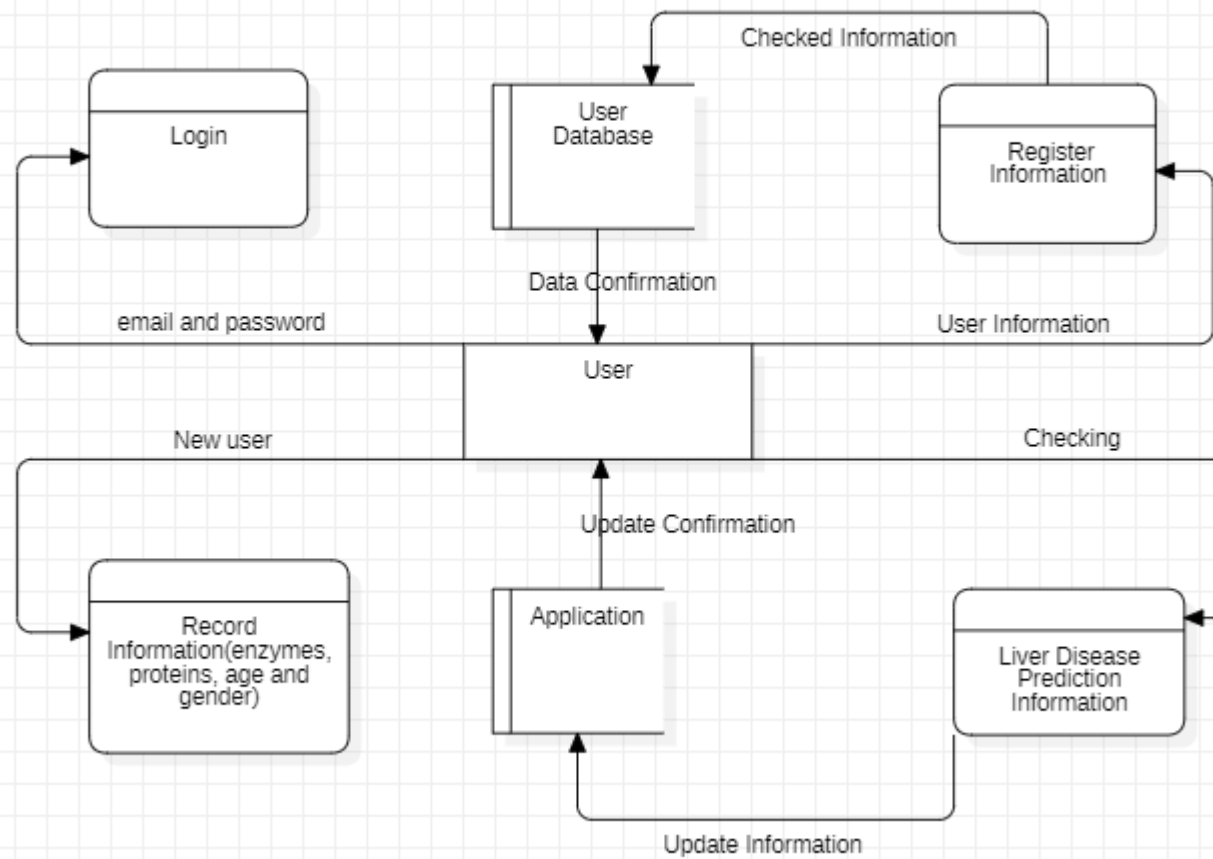 Checked Information
Login
User
Database
Register
Information
Data Confirmation
email and password
User Information
User
New user
Checking
Update Confirmation
Record
Information(enzymes,
proteins, age and
gender)
Application
Liver Disease
Prediction
Information
Update Information